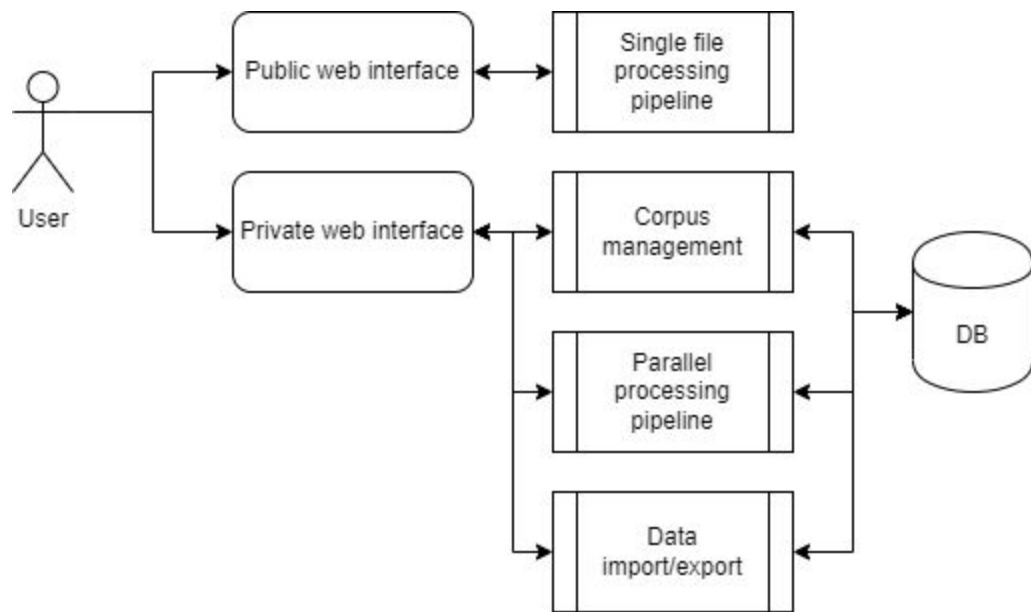 Public web interface
Single file
processing
pipeline
User
Private web interface
Corpus
management
DB
Parallel
processing
pipeline
Data
import/export